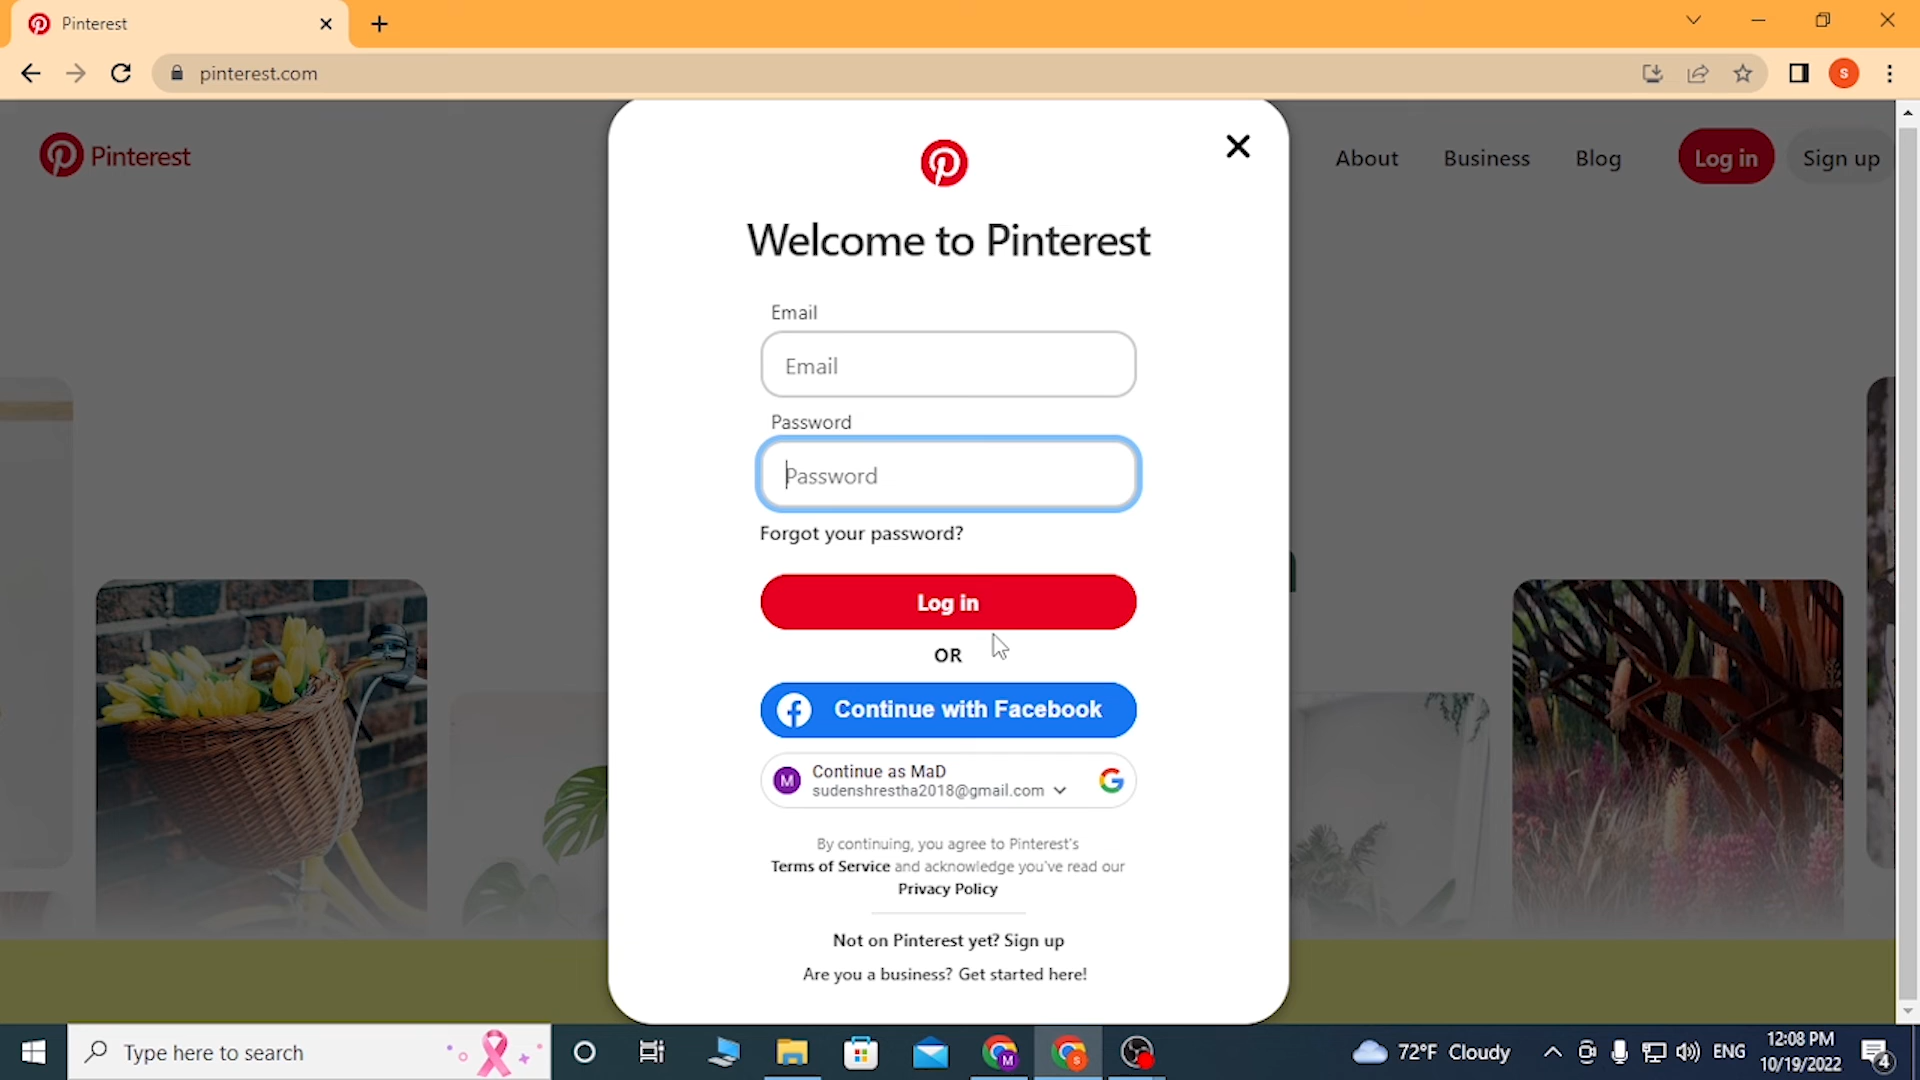 Pinterest
pinterest.com
S
Pinterest
About
Business
Blog
Log in
Sign up
Welcome to Pinterest
Email
Email
Password
Password
Forgot your password?
Log in
OR
Continue with Facebook
M
Continue as MaD
sudenshrestha2018@gmail.com
By continuing, you agree to Pinterest's
Terms of Service and acknowledge you've read our
Privacy Policy
Not on Pinterest yet? Sign up
Are you a business? Get started here!
Type here to search
M
S
72°F Cloudy
ENG
12:08 PM
10/19/2022
4